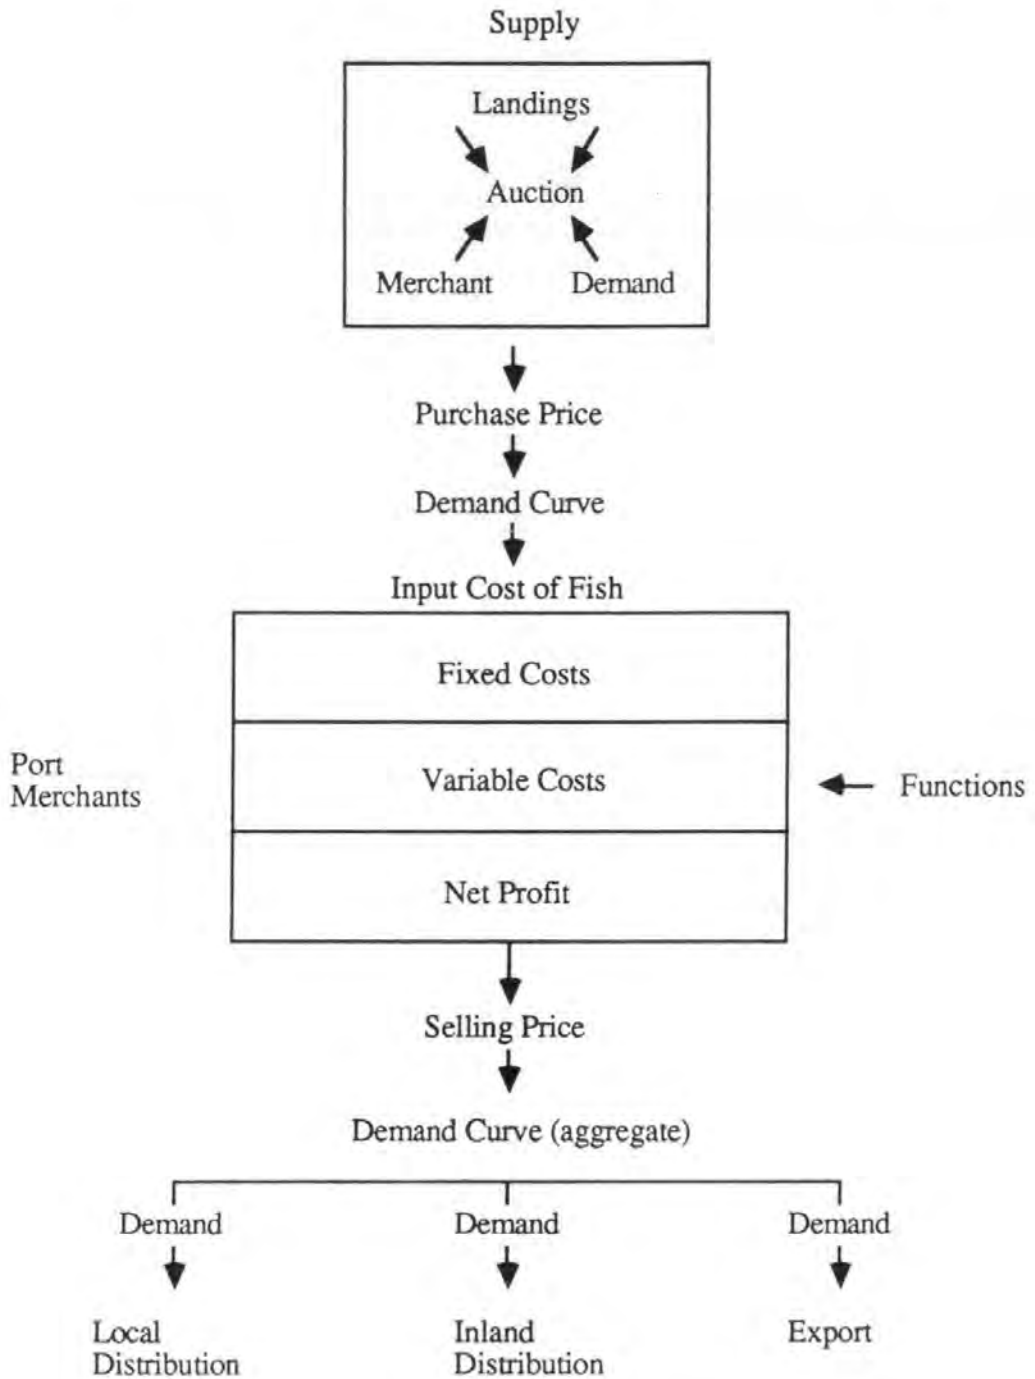 Supply
Landings
Auction
Merchant Demand
Purchase Price
Demand Curve
Input Cost of Fish
Fixed Costs
Port
Merchants
Variable Costs
Functions
Net Profit
Selling Price
Demand Curve (aggregate)
Demand Demand Demand
Local
Distribution
Inland
Distribution
Export